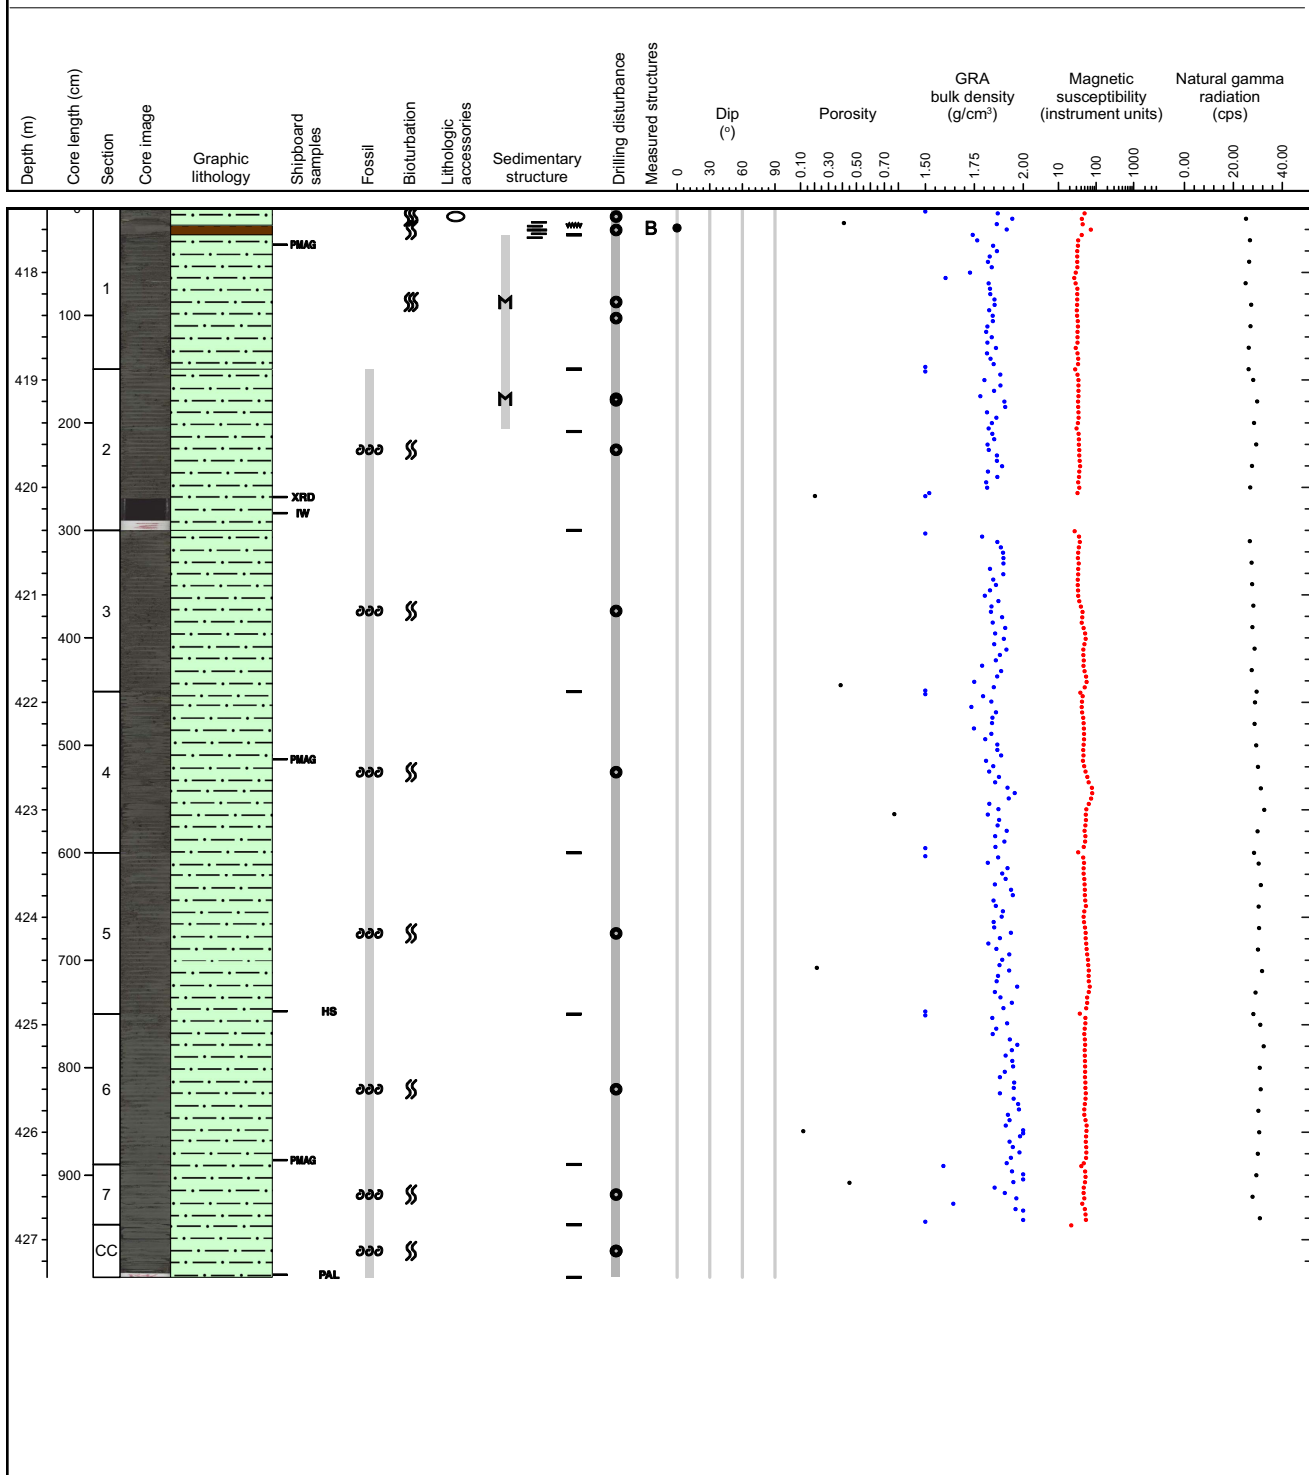 Depth (m)
Core length (cm)
Section
Core image
Graphic
lithology
Shipboard
samples
Fossil
Bioturbation
Lithologic
accessories
Sedimentary
structure
Drilling disturbance
Measured structures
Dip
(°)
Porosity
GRA
bulk density
(g/cm³)
Magnetic
susceptibility
(instrument units)
Natural gamma
radiation
(cps)
0 30 60 90
0.10 0.30 0.50 0.70
1.50 1.75 2.00
10 100 1000
0.00 20.00 40.00
0
B
PMAG
418
1
100
419
200
2
420
XRD
IW
300
421
3
400
422
500
PMAG
4
423
600
424
5
700
HS
425
800
6
426
PMAG
900
7
427
CC
PAL